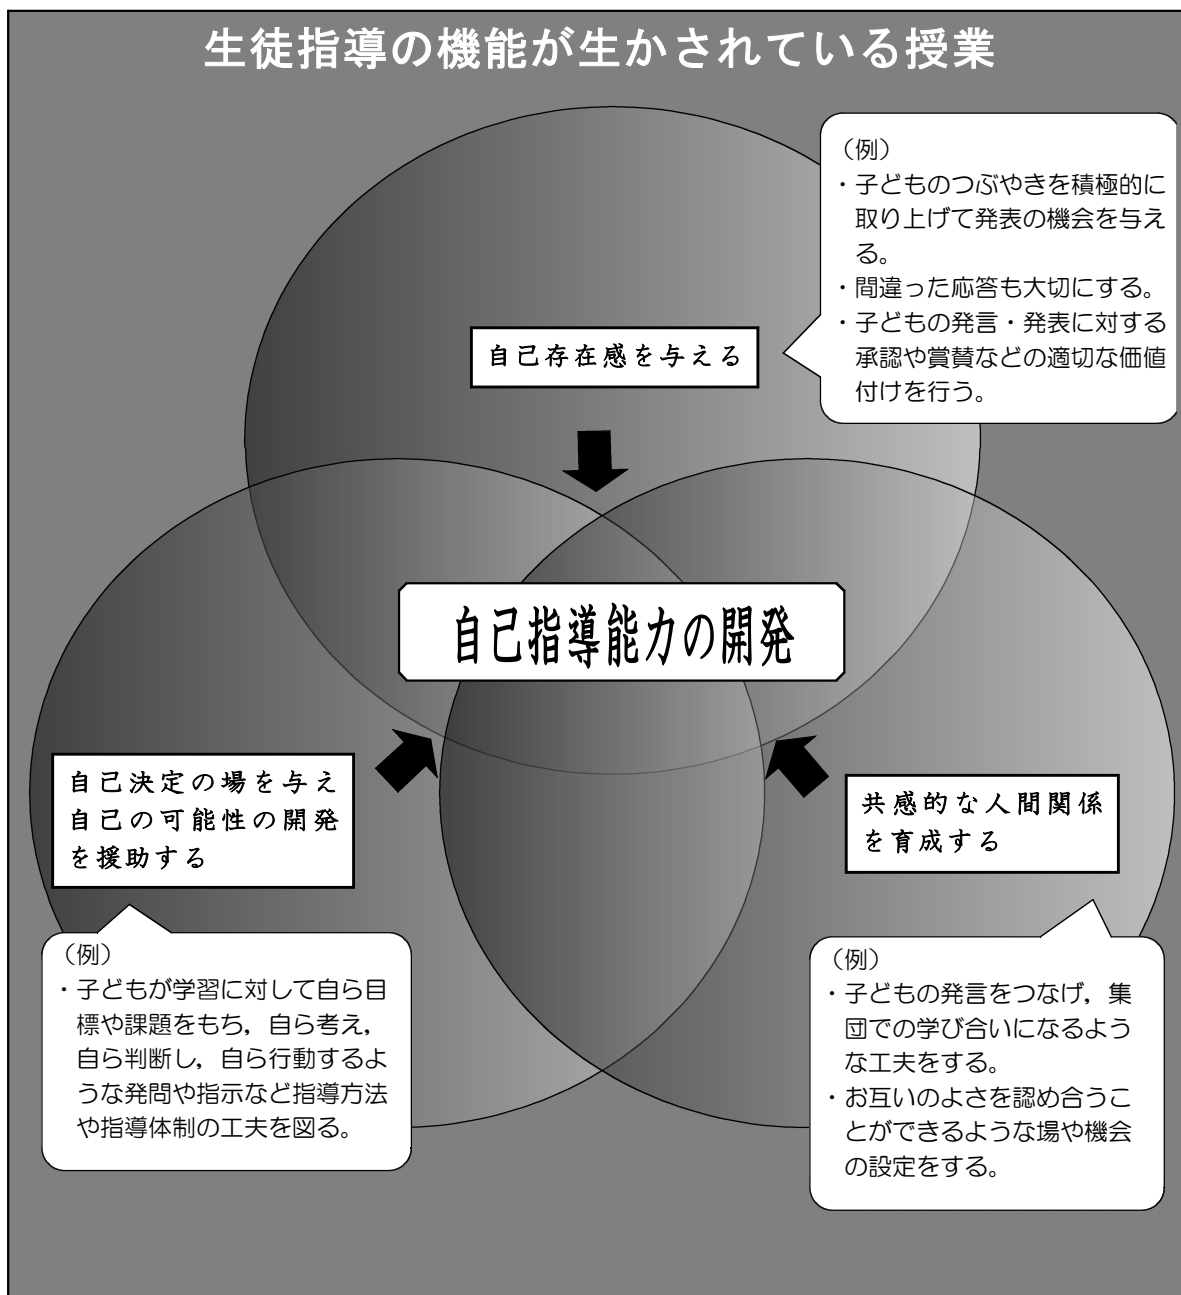 生徒指導の機能が生かされている授業
（例）
・子どものつぶやきを積極的に
取り上げて発表の機会を与え
る。
・間違った応答も大切にする。
・子どもの発言・発表に対する
承認や賞賛などの適切な価値
付けを行う。
自己存在感を与える
自己指導能力の開発
自己決定の場を与え
自己の可能性の開発
を援助する
共感的な人間関係
を育成する
（例）
・子どもが学習に対して自ら目
標や課題をもち，自ら考え，
自ら判断し，自ら行動するよ
うな発問や指示など指導方法
や指導体制の工夫を図る。
（例）
・子どもの発言をつなげ，集
団での学び合いになるよう
な工夫をする。
・お互いのよさを認め合うこ
とができるような場や機会
の設定をする。